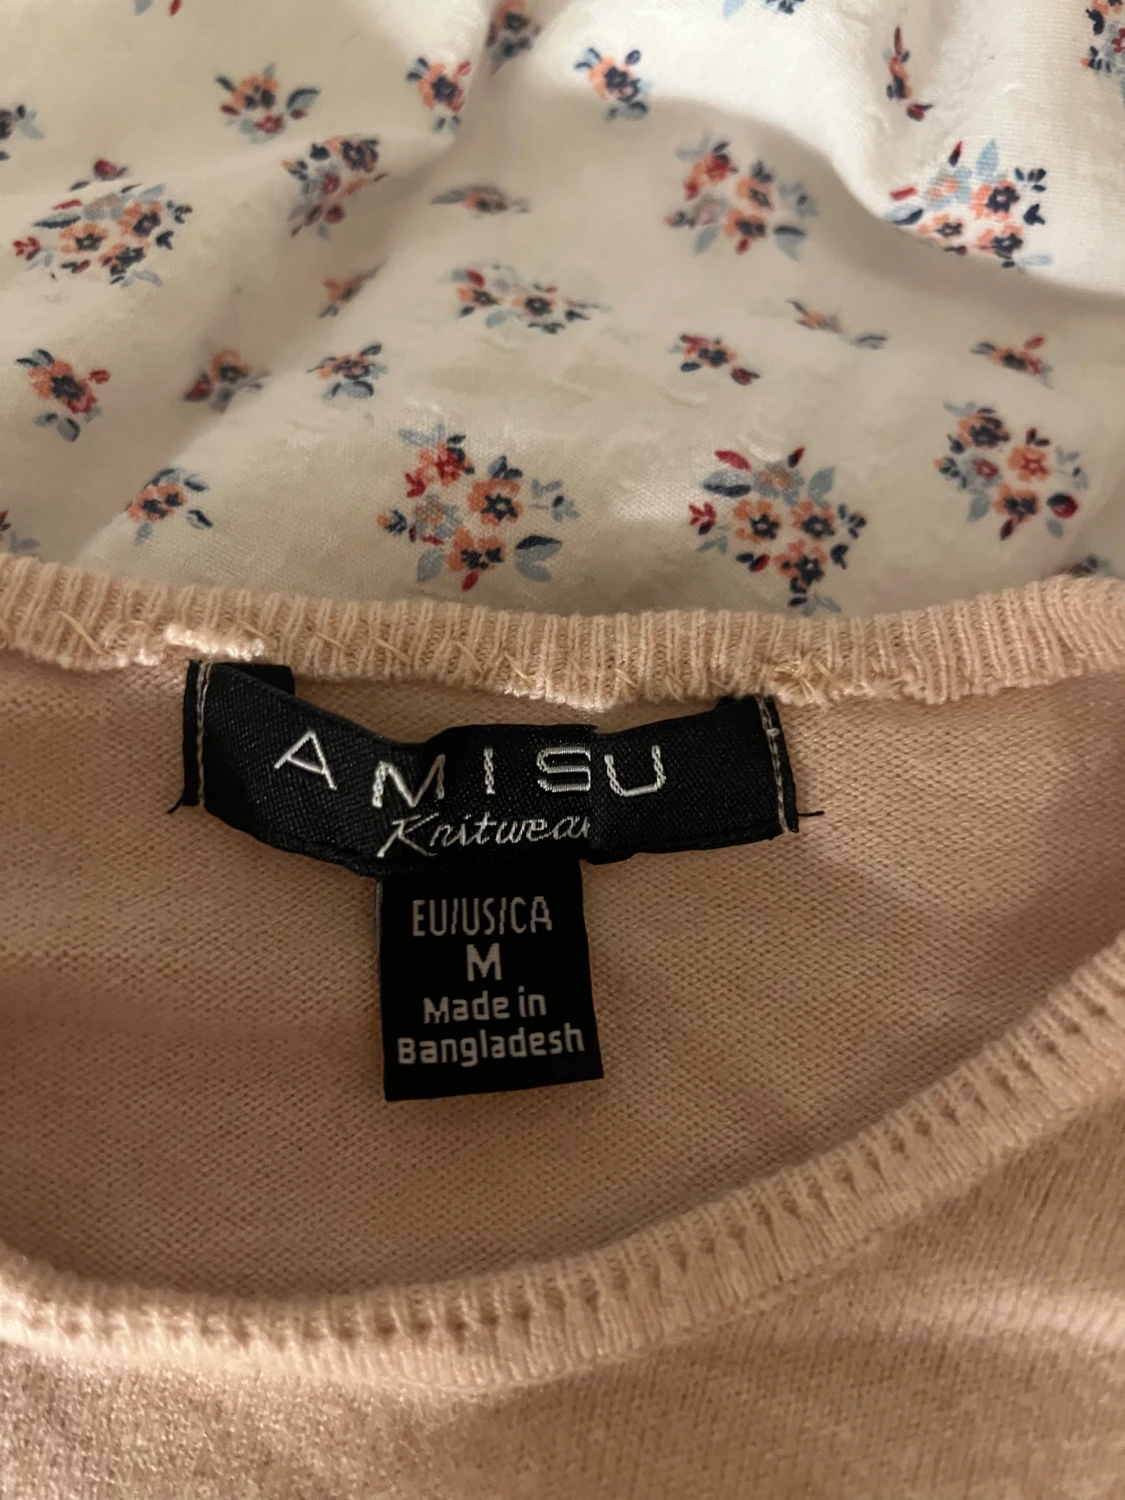 AMISU
Knitwear
EU/US/CA
M
Made in
Bangladesh